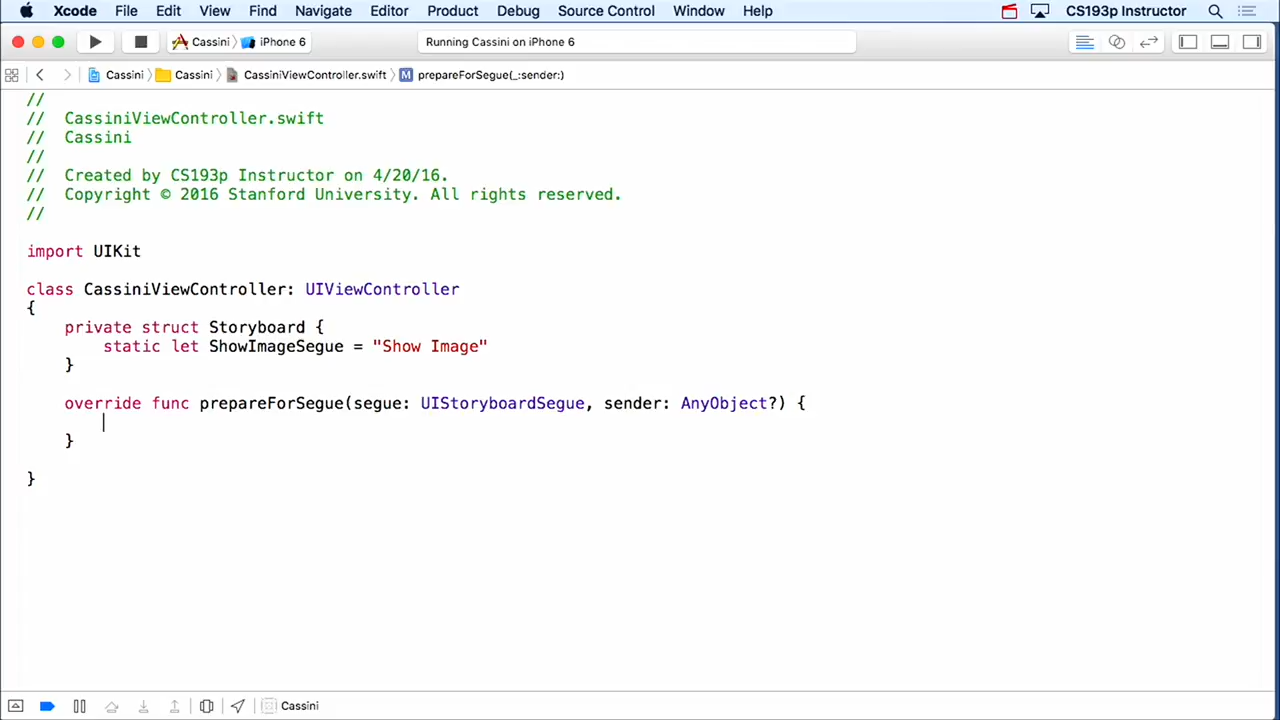 Xcode File Edit View Find Navigate Editor Product Debug Source Control Window Help CS193p Instructor
Cassini iPhone 6 Running Cassini on iPhone 6
Cassini Cassini CassiniViewController.swift M prepareForSegue(_:sender:)
//
// CassiniViewController.swift
// Cassini
//
// Created by CS193p Instructor on 4/20/16.
// Copyright © 2016 Stanford University. All rights reserved.
//
import UIKit
class CassiniViewController: UIViewController
{
private struct Storyboard {
static let ShowImageSegue = "Show Image"
}
override func prepareForSegue(segue: UIStoryboardSegue, sender: AnyObject?) {
}
}
Cassini